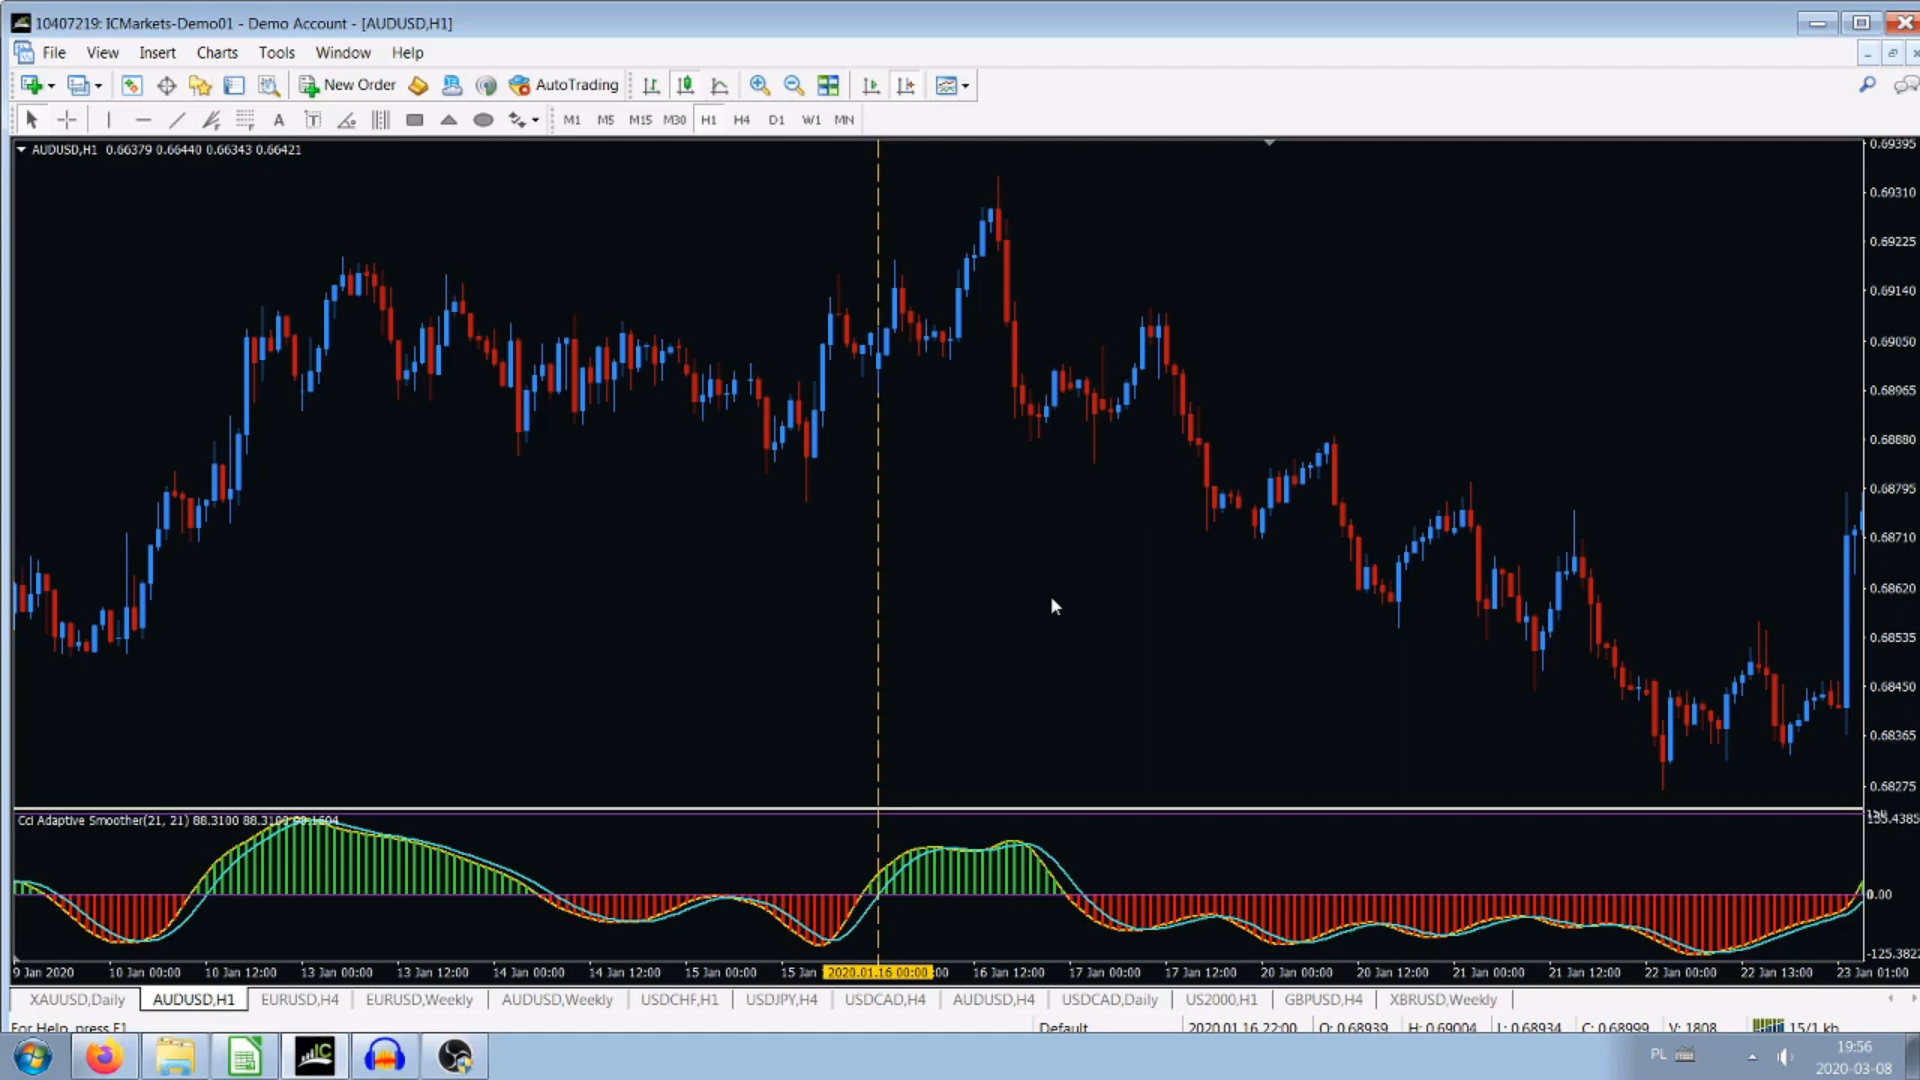 10407219: ICMarkets-Demo01 - Demo Account - [AUDUSD,H1]
File View Insert Charts Tools Window Help
New Order AutoTrading
A T M1 M5 M15 M30 H1 H4 D1 W1 MN
AUDUSD,H1 0.66379 0.66440 0.66343 0.66421
0.69395
0.69310
0.69225
0.69140
0.69050
0.68965
0.68880
0.68795
0.68710
0.68620
0.68535
0.68450
0.68365
0.68275
Cci Adaptive Smoother(21, 21) 88.3100 88.3100
0.00
-125.382
9 Jan 2020 10 Jan 00:00 10 Jan 12:00 13 Jan 00:00 13 Jan 12:00 14 Jan 00:00 14 Jan 12:00 15 Jan 00:00 15 Jan 2020.01.16 00:00 16 Jan 12:00 17 Jan 00:00 17 Jan 12:00 20 Jan 00:00 20 Jan 12:00 21 Jan 00:00 21 Jan 12:00 22 Jan 00:00 22 Jan 13:00 23 Jan 01:00
XAUUSD,Daily AUDUSD,H1 EURUSD,H4 EURUSD,Weekly AUDUSD,Weekly USDCHF,H1 USDJPY,H4 USDCAD,H4 AUDUSD,H4 USDCAD,Daily US2000,H1 GBPUSD,H4 XBRUSD,Weekly
For Help, press F1 Default 2020.01.16 22:00 O: 0.68939 H: 0.69004 L: 0.68934 C: 0.68999 V: 1808 15/1 kb
IC PL 19:56
2020-03-08